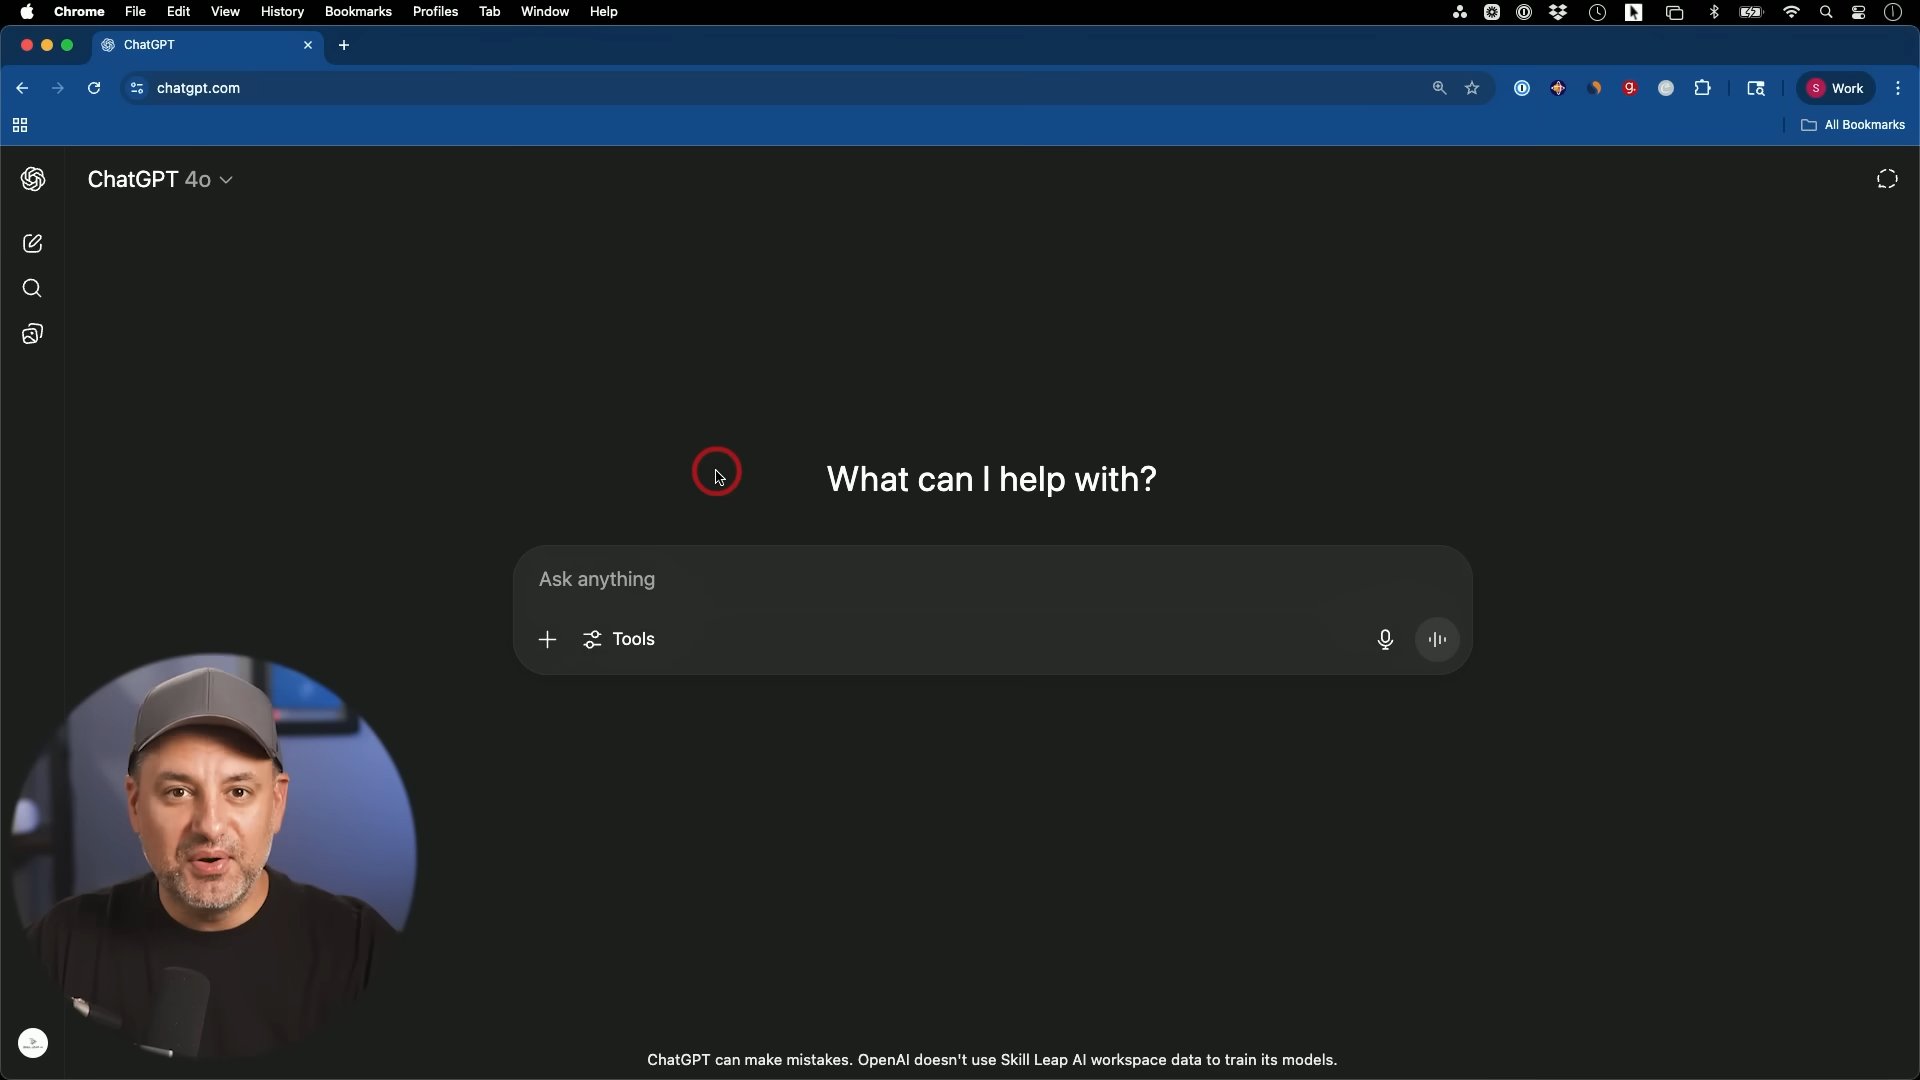 Chrome File Edit View History Bookmarks Profiles Tab Window Help
ChatGPT
chatgpt.com
g.
S Work
All Bookmarks
ChatGPT 4o
What can I help with?
Ask anything
Tools
ChatGPT can make mistakes. OpenAI doesn't use Skill Leap AI workspace data to train its models.